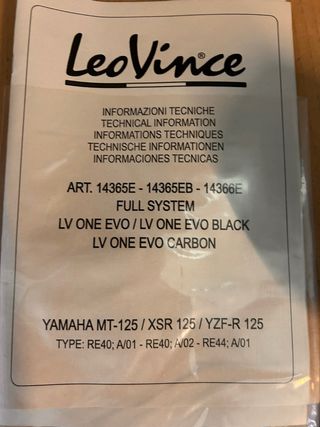 LeoVince®
INFORMAZIONI TECNICHE
TECHNICAL INFORMATION
INFORMATIONS TECHNIQUES
TECHNISCHE INFORMATIONEN
INFORMACIONES TECNICAS
ART. 14365E - 14365EB - 14366E
FULL SYSTEM
LV ONE EVO / LV ONE EVO BLACK
LV ONE EVO CARBON
YAMAHA MT-125 / XSR 125 / YZF-R 125
TYPE: RE40; A/01 - RE40; A/02 - RE44; A/01